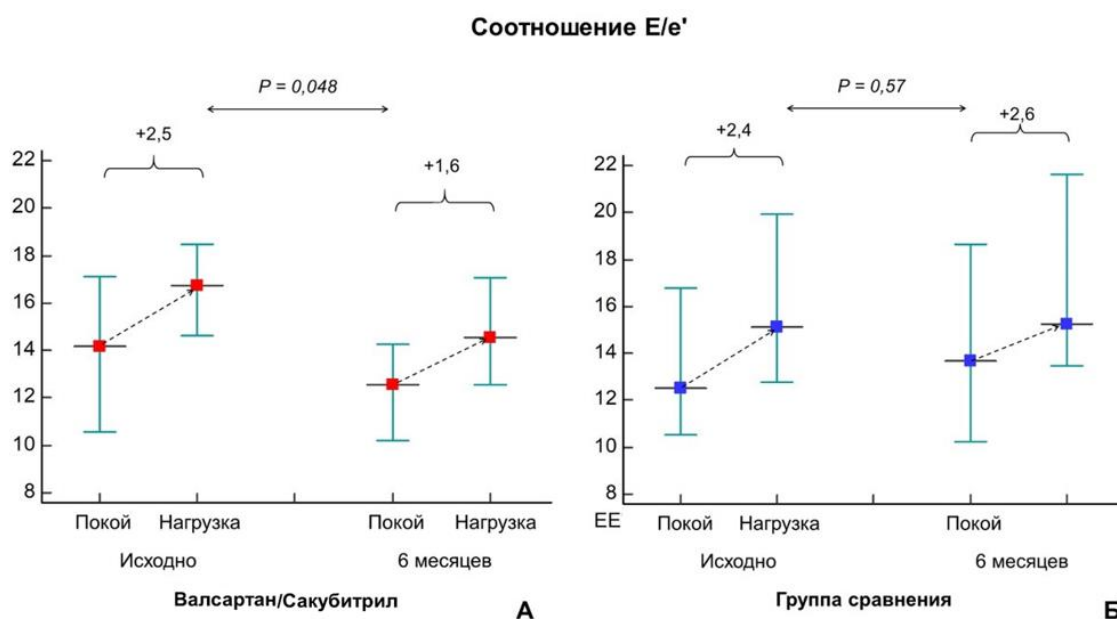 Соотношение E/e'
P = 0,048
+2,5
+1,6
22
20
18
16
14
12
10
8
Покой Нагрузка Покой Нагрузка
Исходно 6 месяцев
Валсартан/Сакубитрил А
P = 0,57
+2,4
+2,6
22
20
18
16
14
12
10
8
ЕЕ Покой Нагрузка Покой
Исходно 6 месяцев
Группа сравнения Б